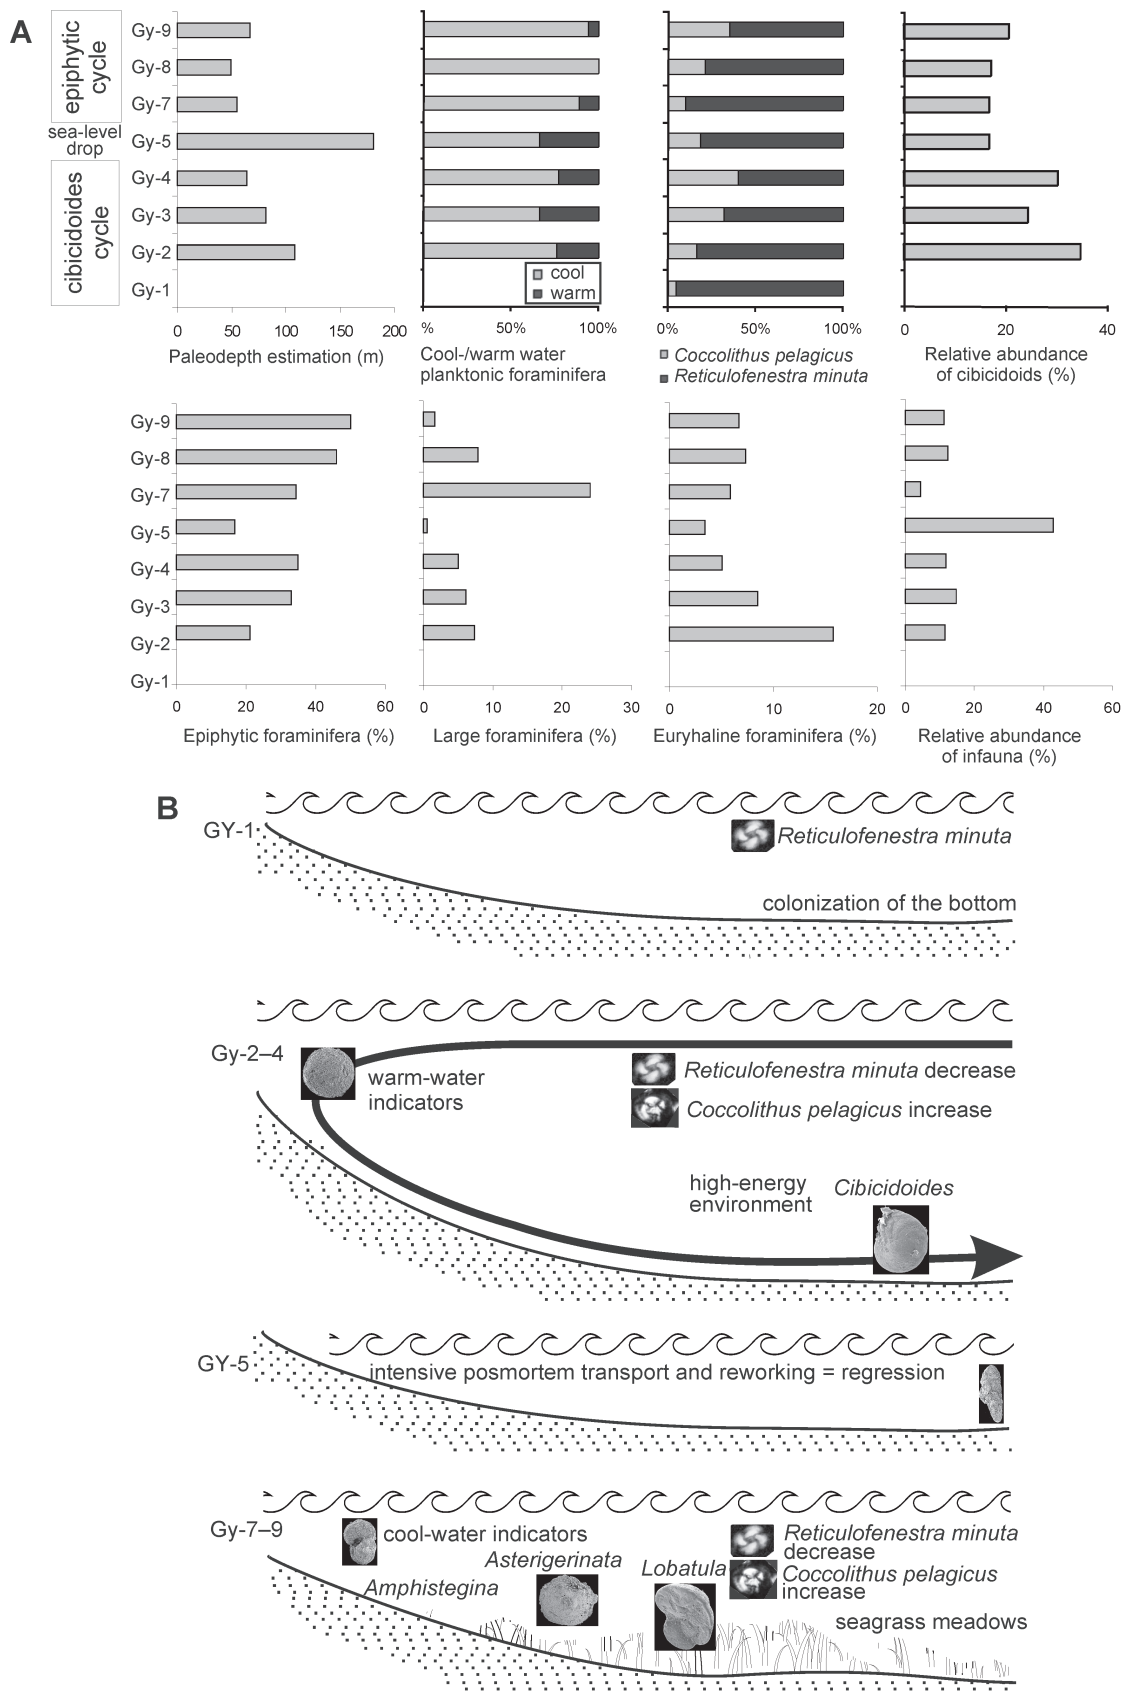 A
epiphytic
cycle
sea-level
drop
cibicidoides
cycle
Gy-9
Gy-8
Gy-7
Gy-5
Gy-4
Gy-3
Gy-2
Gy-1
0 50 100 150 200
Paleodepth estimation (m)
cool
warm
% 50% 100%
Cool-/warm water
planktonic foraminifera
0% 50% 100%
Coccolithus pelagicus
Reticulofenestra minuta
0 20 40
Relative abundance
of cibicidoids (%)
Gy-9
Gy-8
Gy-7
Gy-5
Gy-4
Gy-3
Gy-2
Gy-1
0 20 40 60
Epiphytic foraminifera (%)
0 10 20 30
Large foraminifera (%)
0 10 20
Euryhaline foraminifera (%)
0 20 40 60
Relative abundance
of infauna (%)
B
GY-1
Reticulofenestra minuta
colonization of the bottom
Gy-2–4
warm-water
indicators
Reticulofenestra minuta decrease
Coccolithus pelagicus increase
high-energy
environment
Cibicidoides
GY-5
intensive posmortem transport and reworking = regression
Gy-7–9
cool-water indicators
Reticulofenestra minuta
decrease
Asterigerinata
Lobatula
Coccolithus pelagicus
increase
Amphistegina
seagrass meadows